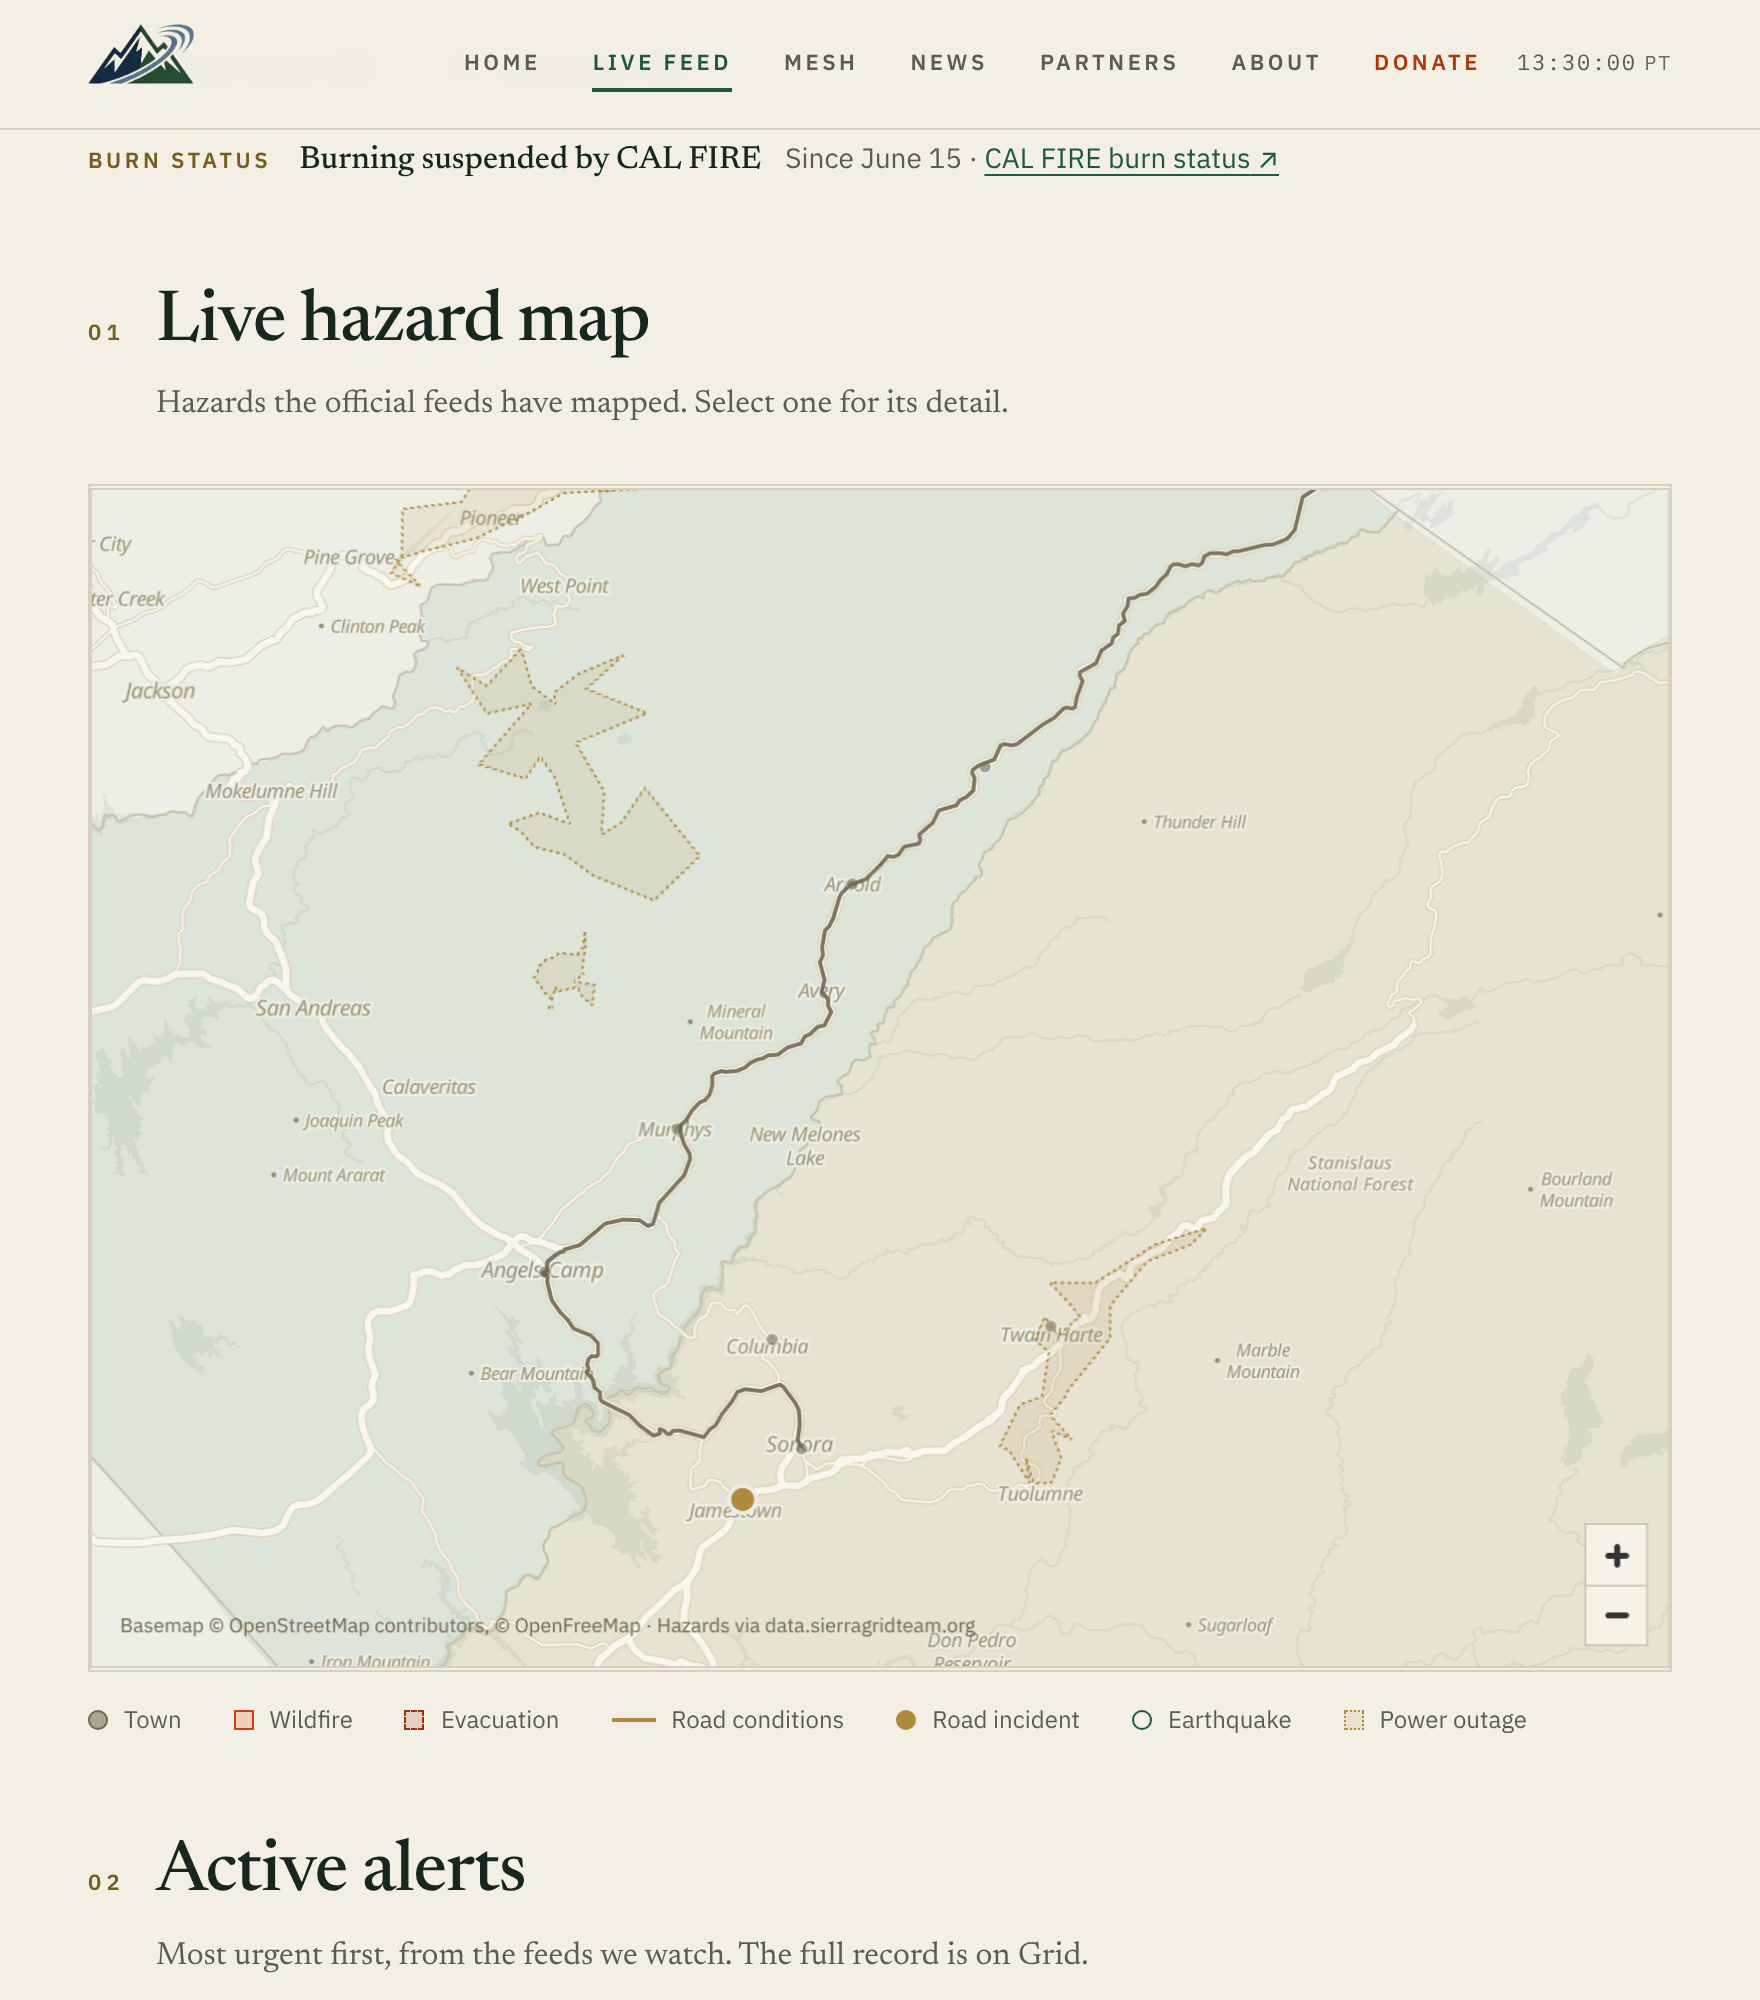 HOME LIVE FEED MESH NEWS PARTNERS ABOUT DONATE 13:30:00 PT
BURN STATUS Burning suspended by CAL FIRE Since June 15 · CAL FIRE burn status ↗
01 Live hazard map
Hazards the official feeds have mapped. Select one for its detail.
Pioneer
City
Pine Grove
West Point
ter Creek
Clinton Peak
Jackson
Mokelumne Hill
Thunder Hill
Arnold
Avery
San Andreas
Mineral
Mountain
Calaveritas
Joaquin Peak
Murphys
New Melones
Lake
Mount Ararat
Stanislaus
National Forest
Bourland
Mountain
Angels Camp
Columbia
Twain Harte
Marble
Mountain
Bear Mountain
Sonora
Tuolumne
Jamestown
+
−
Basemap © OpenStreetMap contributors, © OpenFreeMap · Hazards via data.sierragridteam.org
Sugarloaf
Don Pedro
Reservoir
Iron Mountain
Town Wildfire Evacuation Road conditions Road incident Earthquake Power outage
02 Active alerts
Most urgent first, from the feeds we watch. The full record is on Grid.